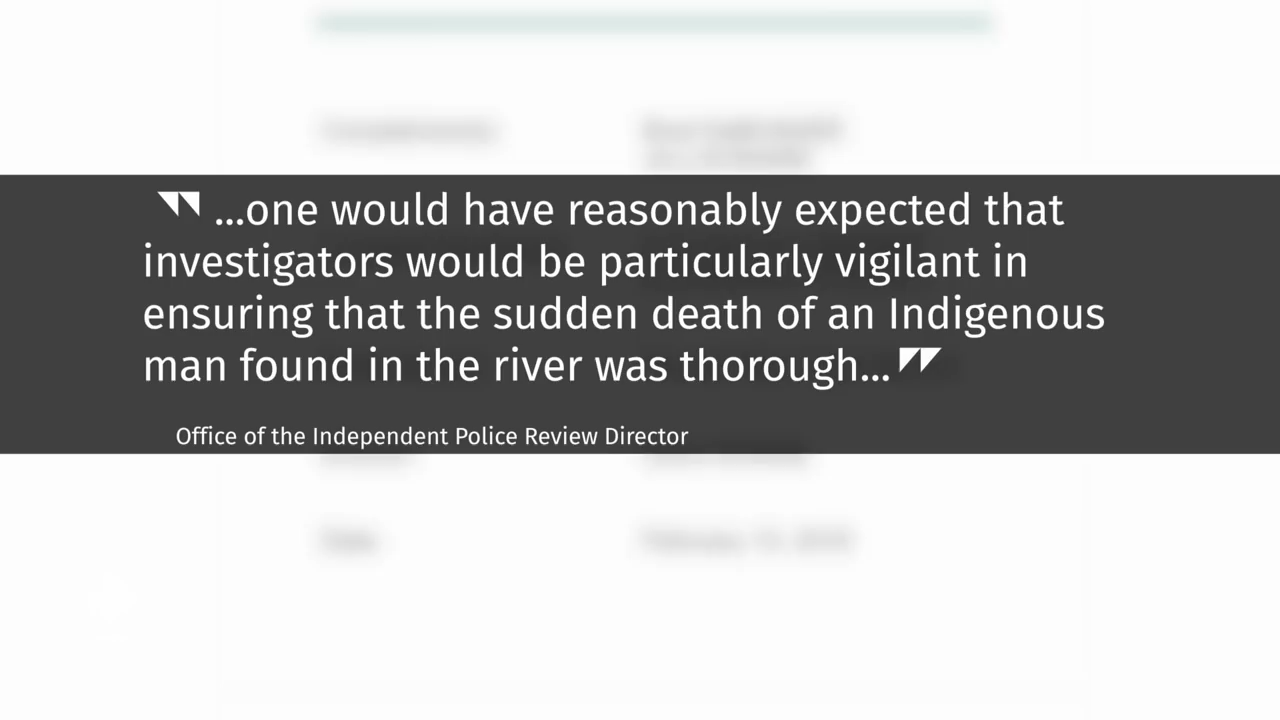 "...one would have reasonably expected that
investigators would be particularly vigilant in
ensuring that the sudden death of an Indigenous
man found in the river was thorough..."
Office of the Independent Police Review Director